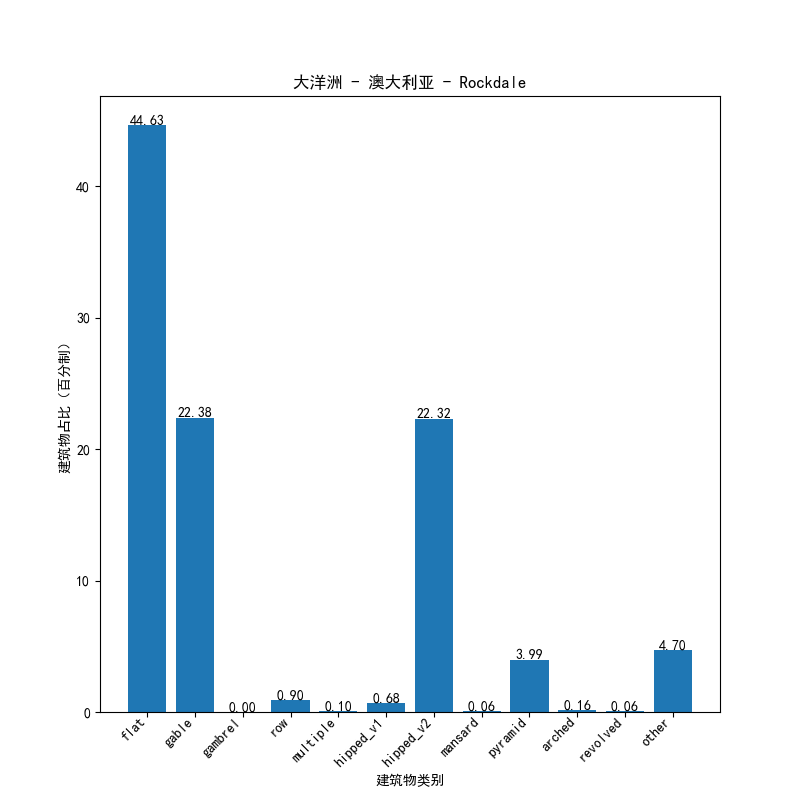 大洋洲 - 澳大利亚 - Rockdale
建筑物占比（百分制）
40
30
20
10
0
44.63
22.38
0.00
0.90
0.10
0.68
22.32
0.06
3.99
0.16
0.06
4.70
flat
gable
gambrel
row
multiple
hipped_v1
hipped_v2
mansard
pyramid
arched
revolved
other
建筑物类别